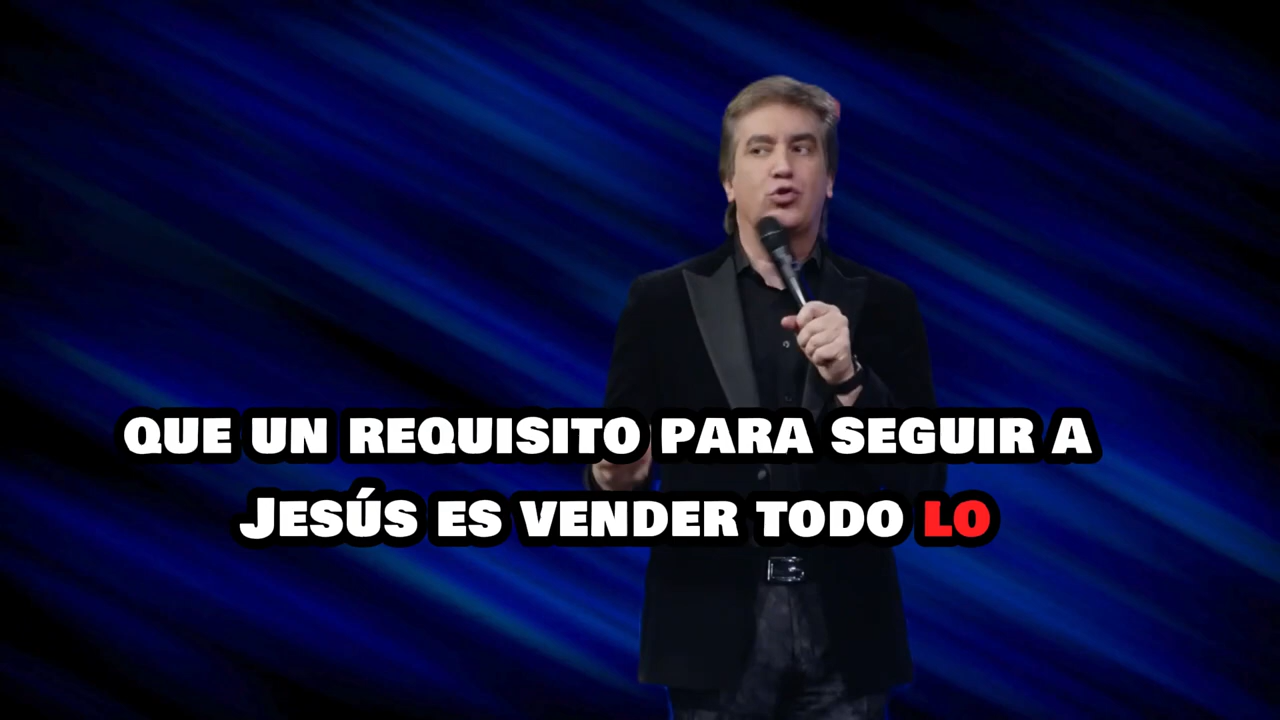 QUE UN REQUISITO PARA SEGUIR A
JESÚS ES VENDER TODO LO